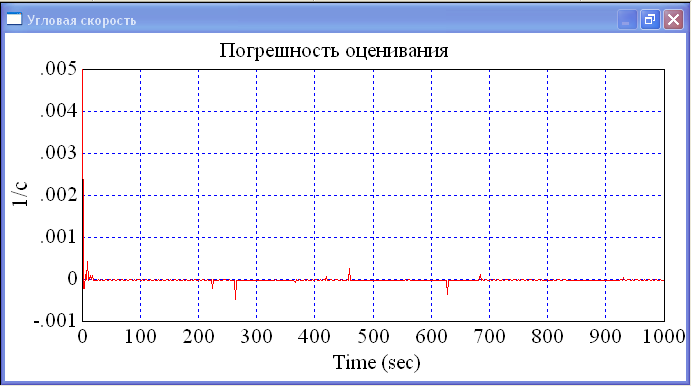 Угловая скорость
Погрешность оценивания
.005
.004
.003
.002
.001
0
-.001
1/с
0 100 200 300 400 500 600 700 800 900 1000
Time (sec)